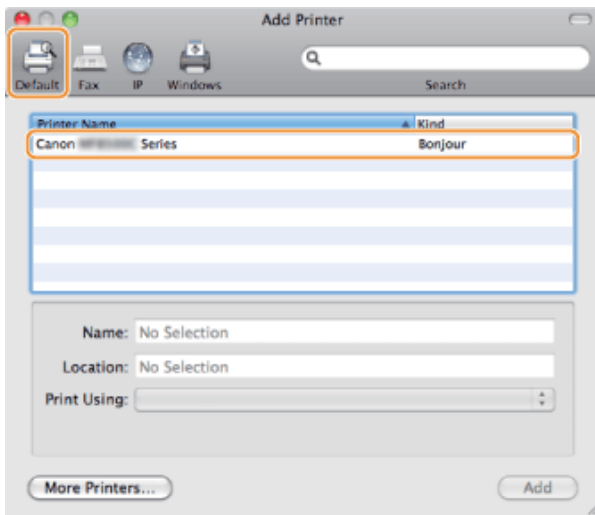 Add Printer
Default Fax IP Windows Search
Printer Name Kind
Canon Series Bonjour
Name: No Selection
Location: No Selection
Print Using:
More Printers... Add